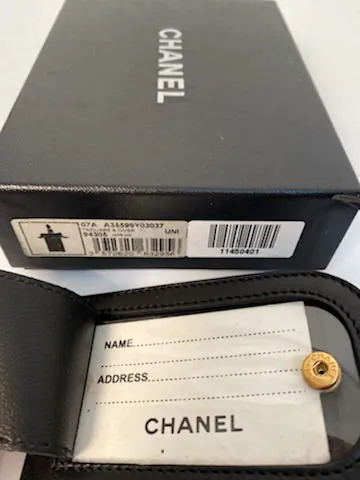 CHANEL
07A A35599Y03037
94305
UNI
11450401
NAME
ADDRESS
CHANEL